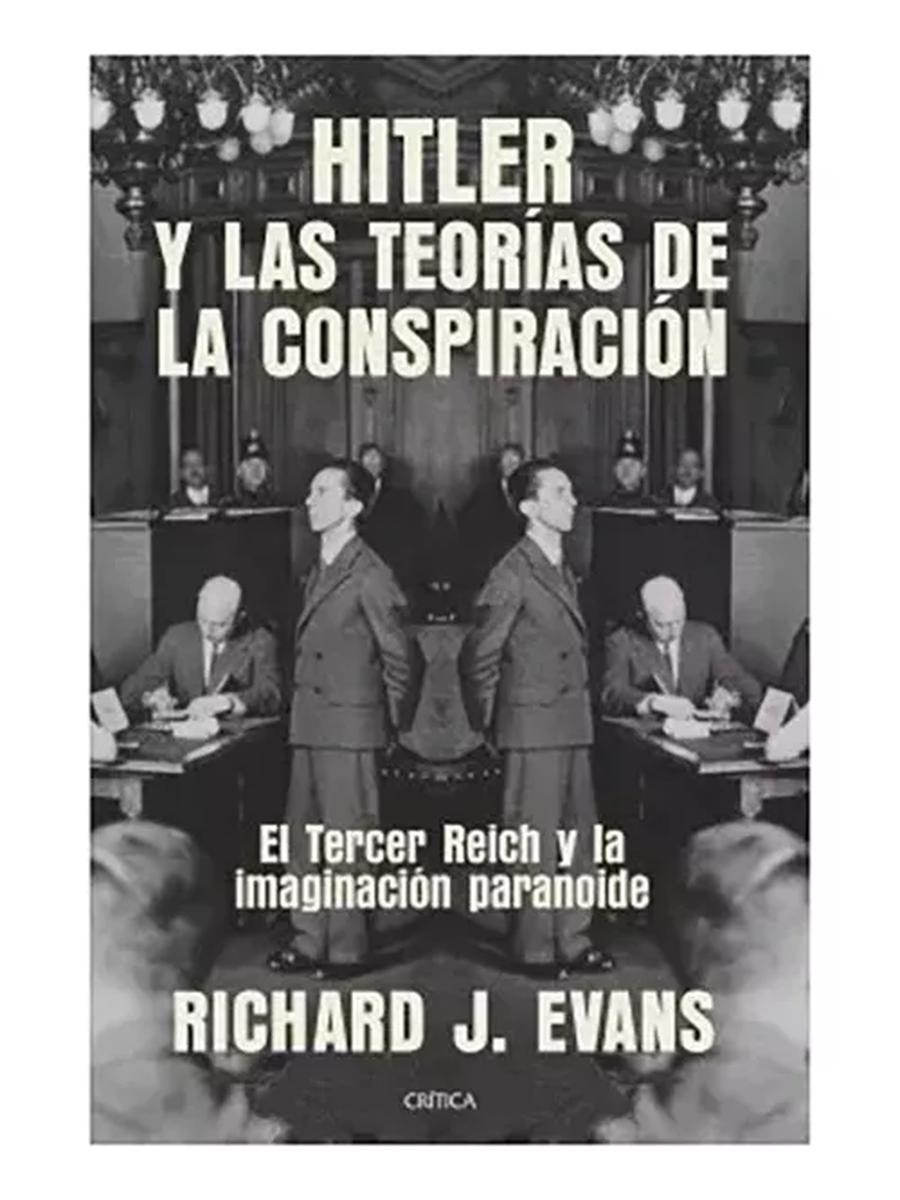 HITLER
Y LAS TEORÍAS DE
LA CONSPIRACIÓN
El Tercer Reich y la
imaginación paranoide
RICHARD J. EVANS
CRÍTICA